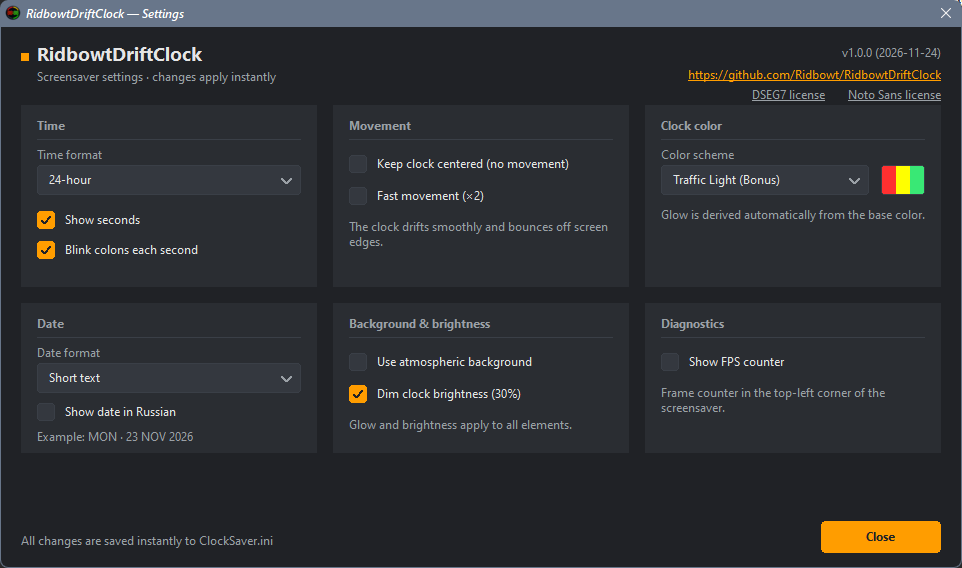 RidbowtDriftClock — Settings
RidbowtDriftClock
Screensaver settings · changes apply instantly
v1.0.0 (2026-11-24)
https://github.com/Ridbowt/RidbowtDriftClock
DSEG7 license Noto Sans license
Time
Time format
24-hour
Show seconds
Blink colons each second
Movement
Keep clock centered (no movement)
Fast movement (×2)
The clock drifts smoothly and bounces off screen
edges.
Clock color
Color scheme
Traffic Light (Bonus)
Glow is derived automatically from the base color.
Date
Date format
Short text
Show date in Russian
Example: MON · 23 NOV 2026
Background & brightness
Use atmospheric background
Dim clock brightness (30%)
Glow and brightness apply to all elements.
Diagnostics
Show FPS counter
Frame counter in the top-left corner of the
screensaver.
All changes are saved instantly to ClockSaver.ini
Close